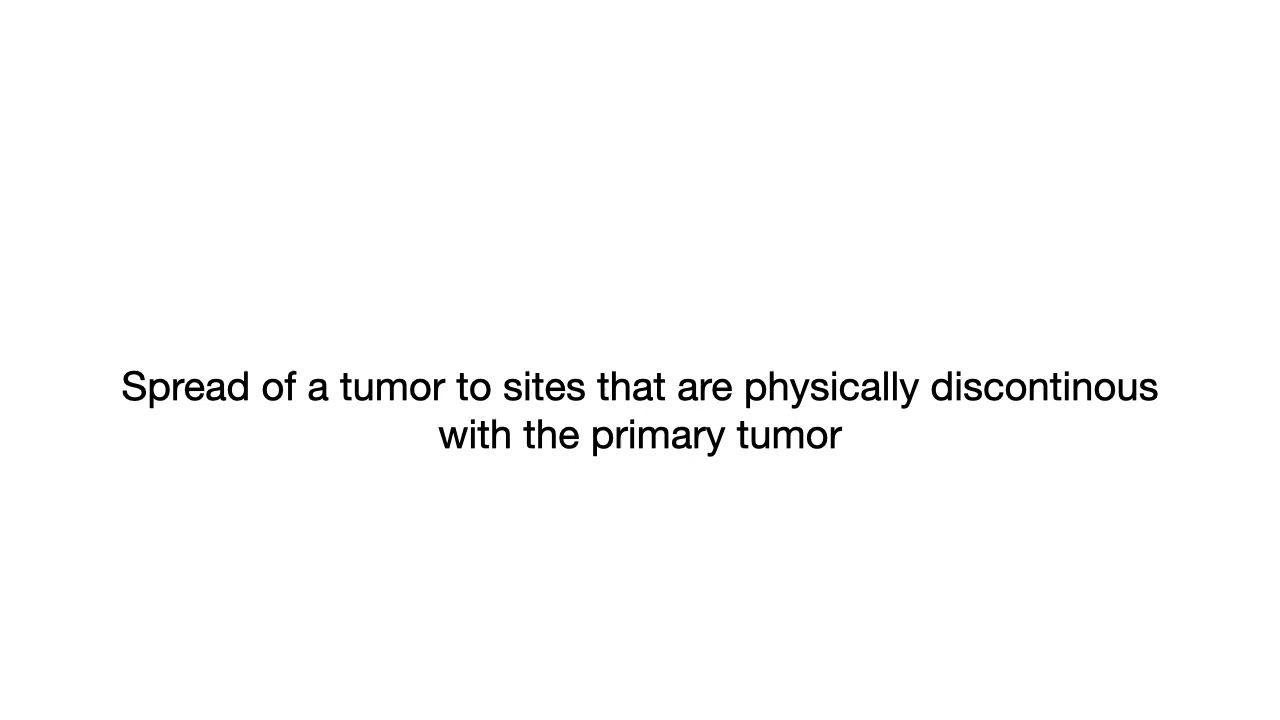 Spread of a tumor to sites that are physically discontinous
with the primary tumor